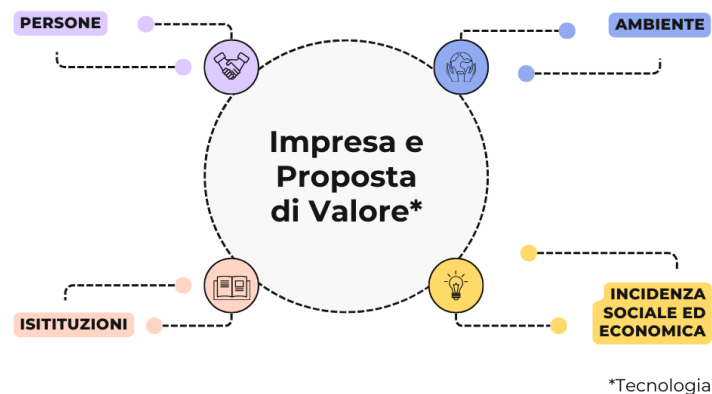 PERSONE
AMBIENTE
Impresa e
Proposta
di Valore*
ISITITUZIONI
INCIDENZA
SOCIALE ED
ECONOMICA
*Tecnologia